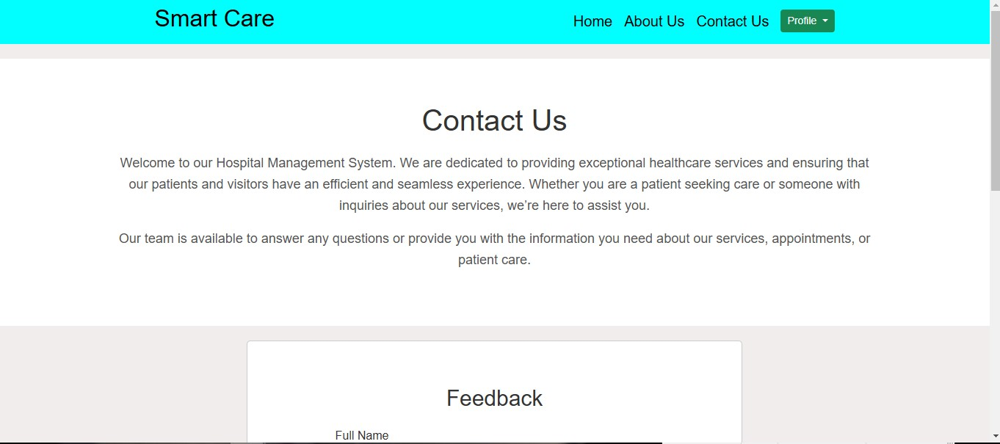 Smart Care
Home About Us Contact Us Profile
Contact Us
Welcome to our Hospital Management System. We are dedicated to providing exceptional healthcare services and ensuring that
our patients and visitors have an efficient and seamless experience. Whether you are a patient seeking care or someone with
inquiries about our services, we’re here to assist you.
Our team is available to answer any questions or provide you with the information you need about our services, appointments, or
patient care.
Feedback
Full Name